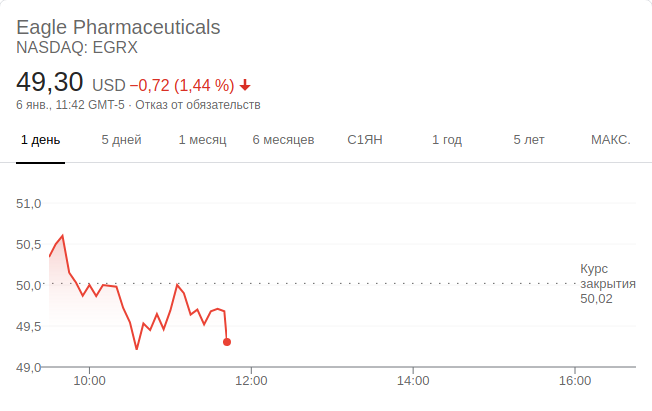 Eagle Pharmaceuticals
NASDAQ: EGRX
49,30 USD −0,72 (1,44 %)
6 янв., 11:42 GMT-5 · Отказ от обязательств
1 день 5 дней 1 месяц 6 месяцев С1ЯН 1 год 5 лет МАКС.
51,0
50,5
50,0
49,5
49,0
Курс
закрытия
50,02
10:00 12:00 14:00 16:00